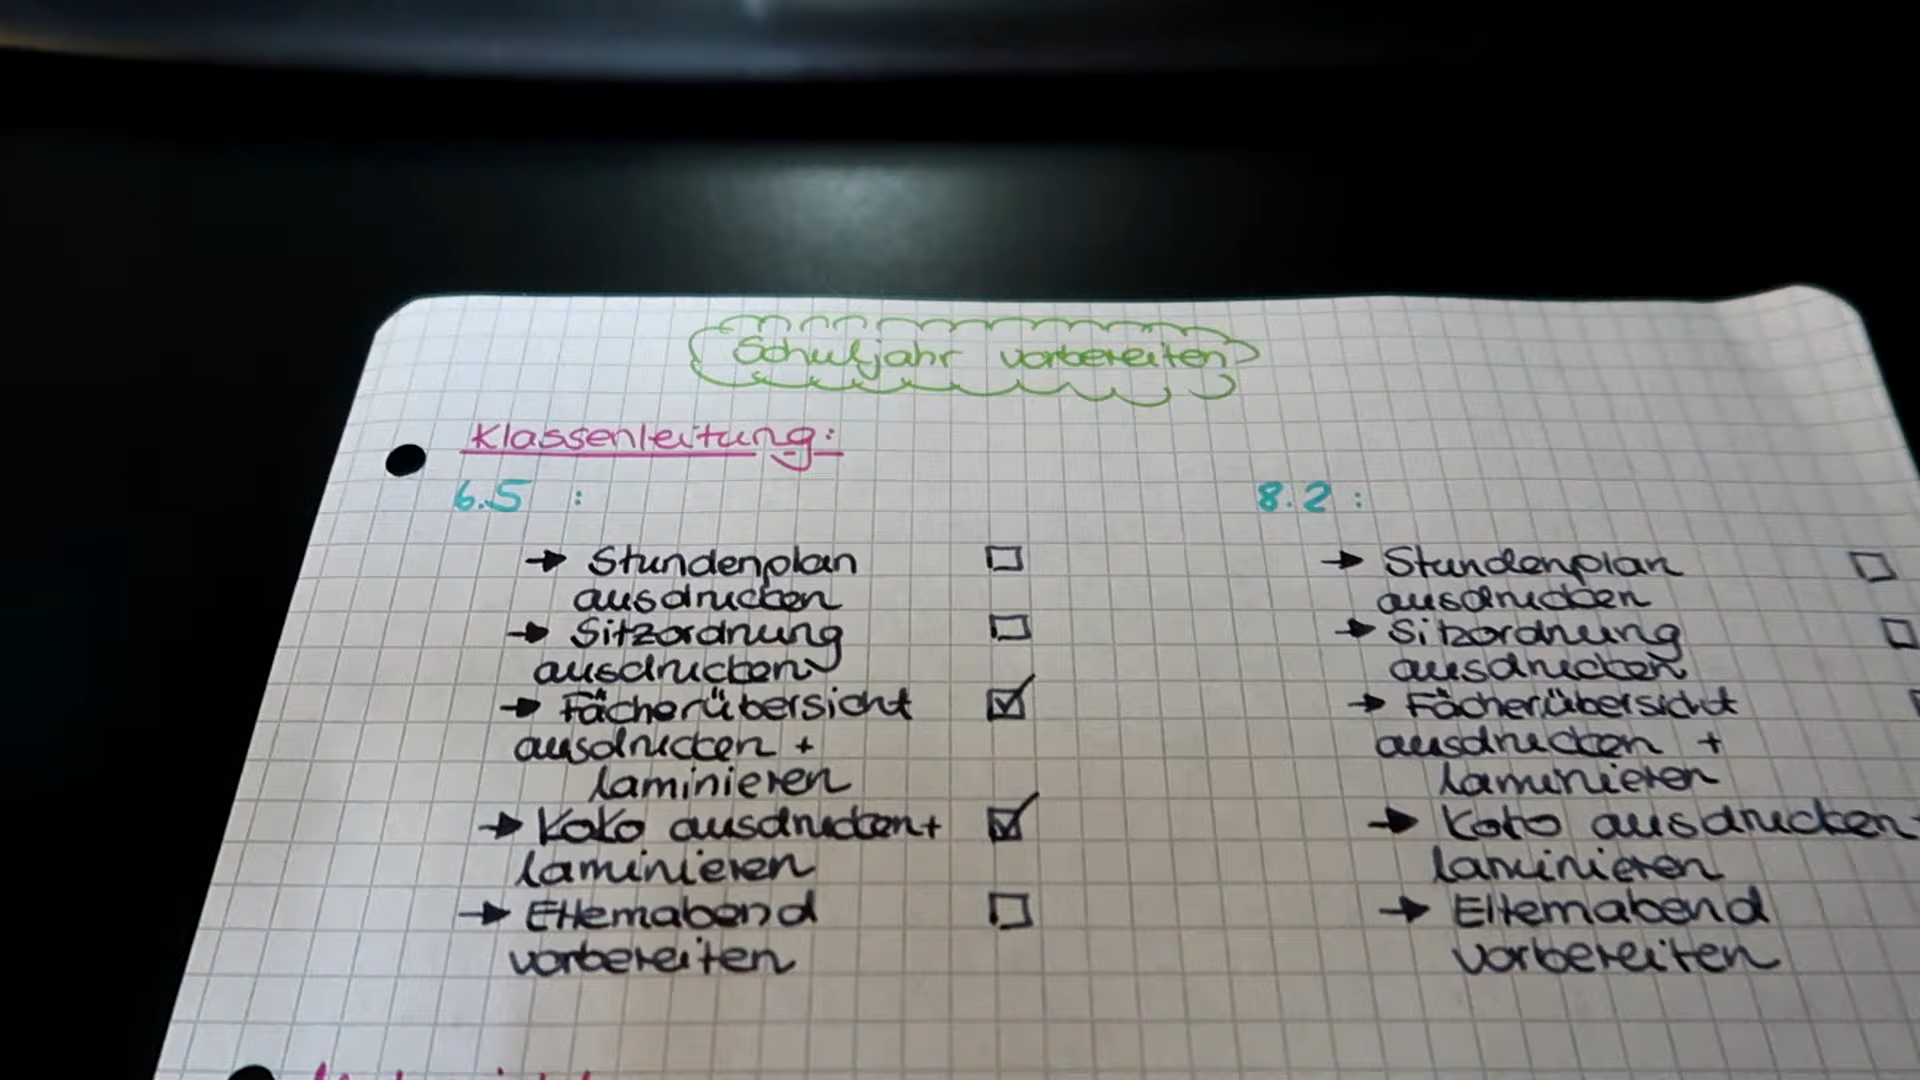 Schuljahr vorbereiten
Klassenleitung:
6.5 :
→ Stundenplan
ausdrucken
→ Sitzordnung
ausdrucken
→ Fächerübersicht
ausdrucken +
laminieren
→ Koko ausdrucken+
laminieren
→ Elternabend
vorbereiten
8.2 :
→ Stundenplan
ausdrucken
→ Sitzordnung
ausdrucken
→ Fächerübersicht
ausdrucken +
laminieren
→ Koko ausdrucken+
laminieren
→ Elternabend
vorbereiten